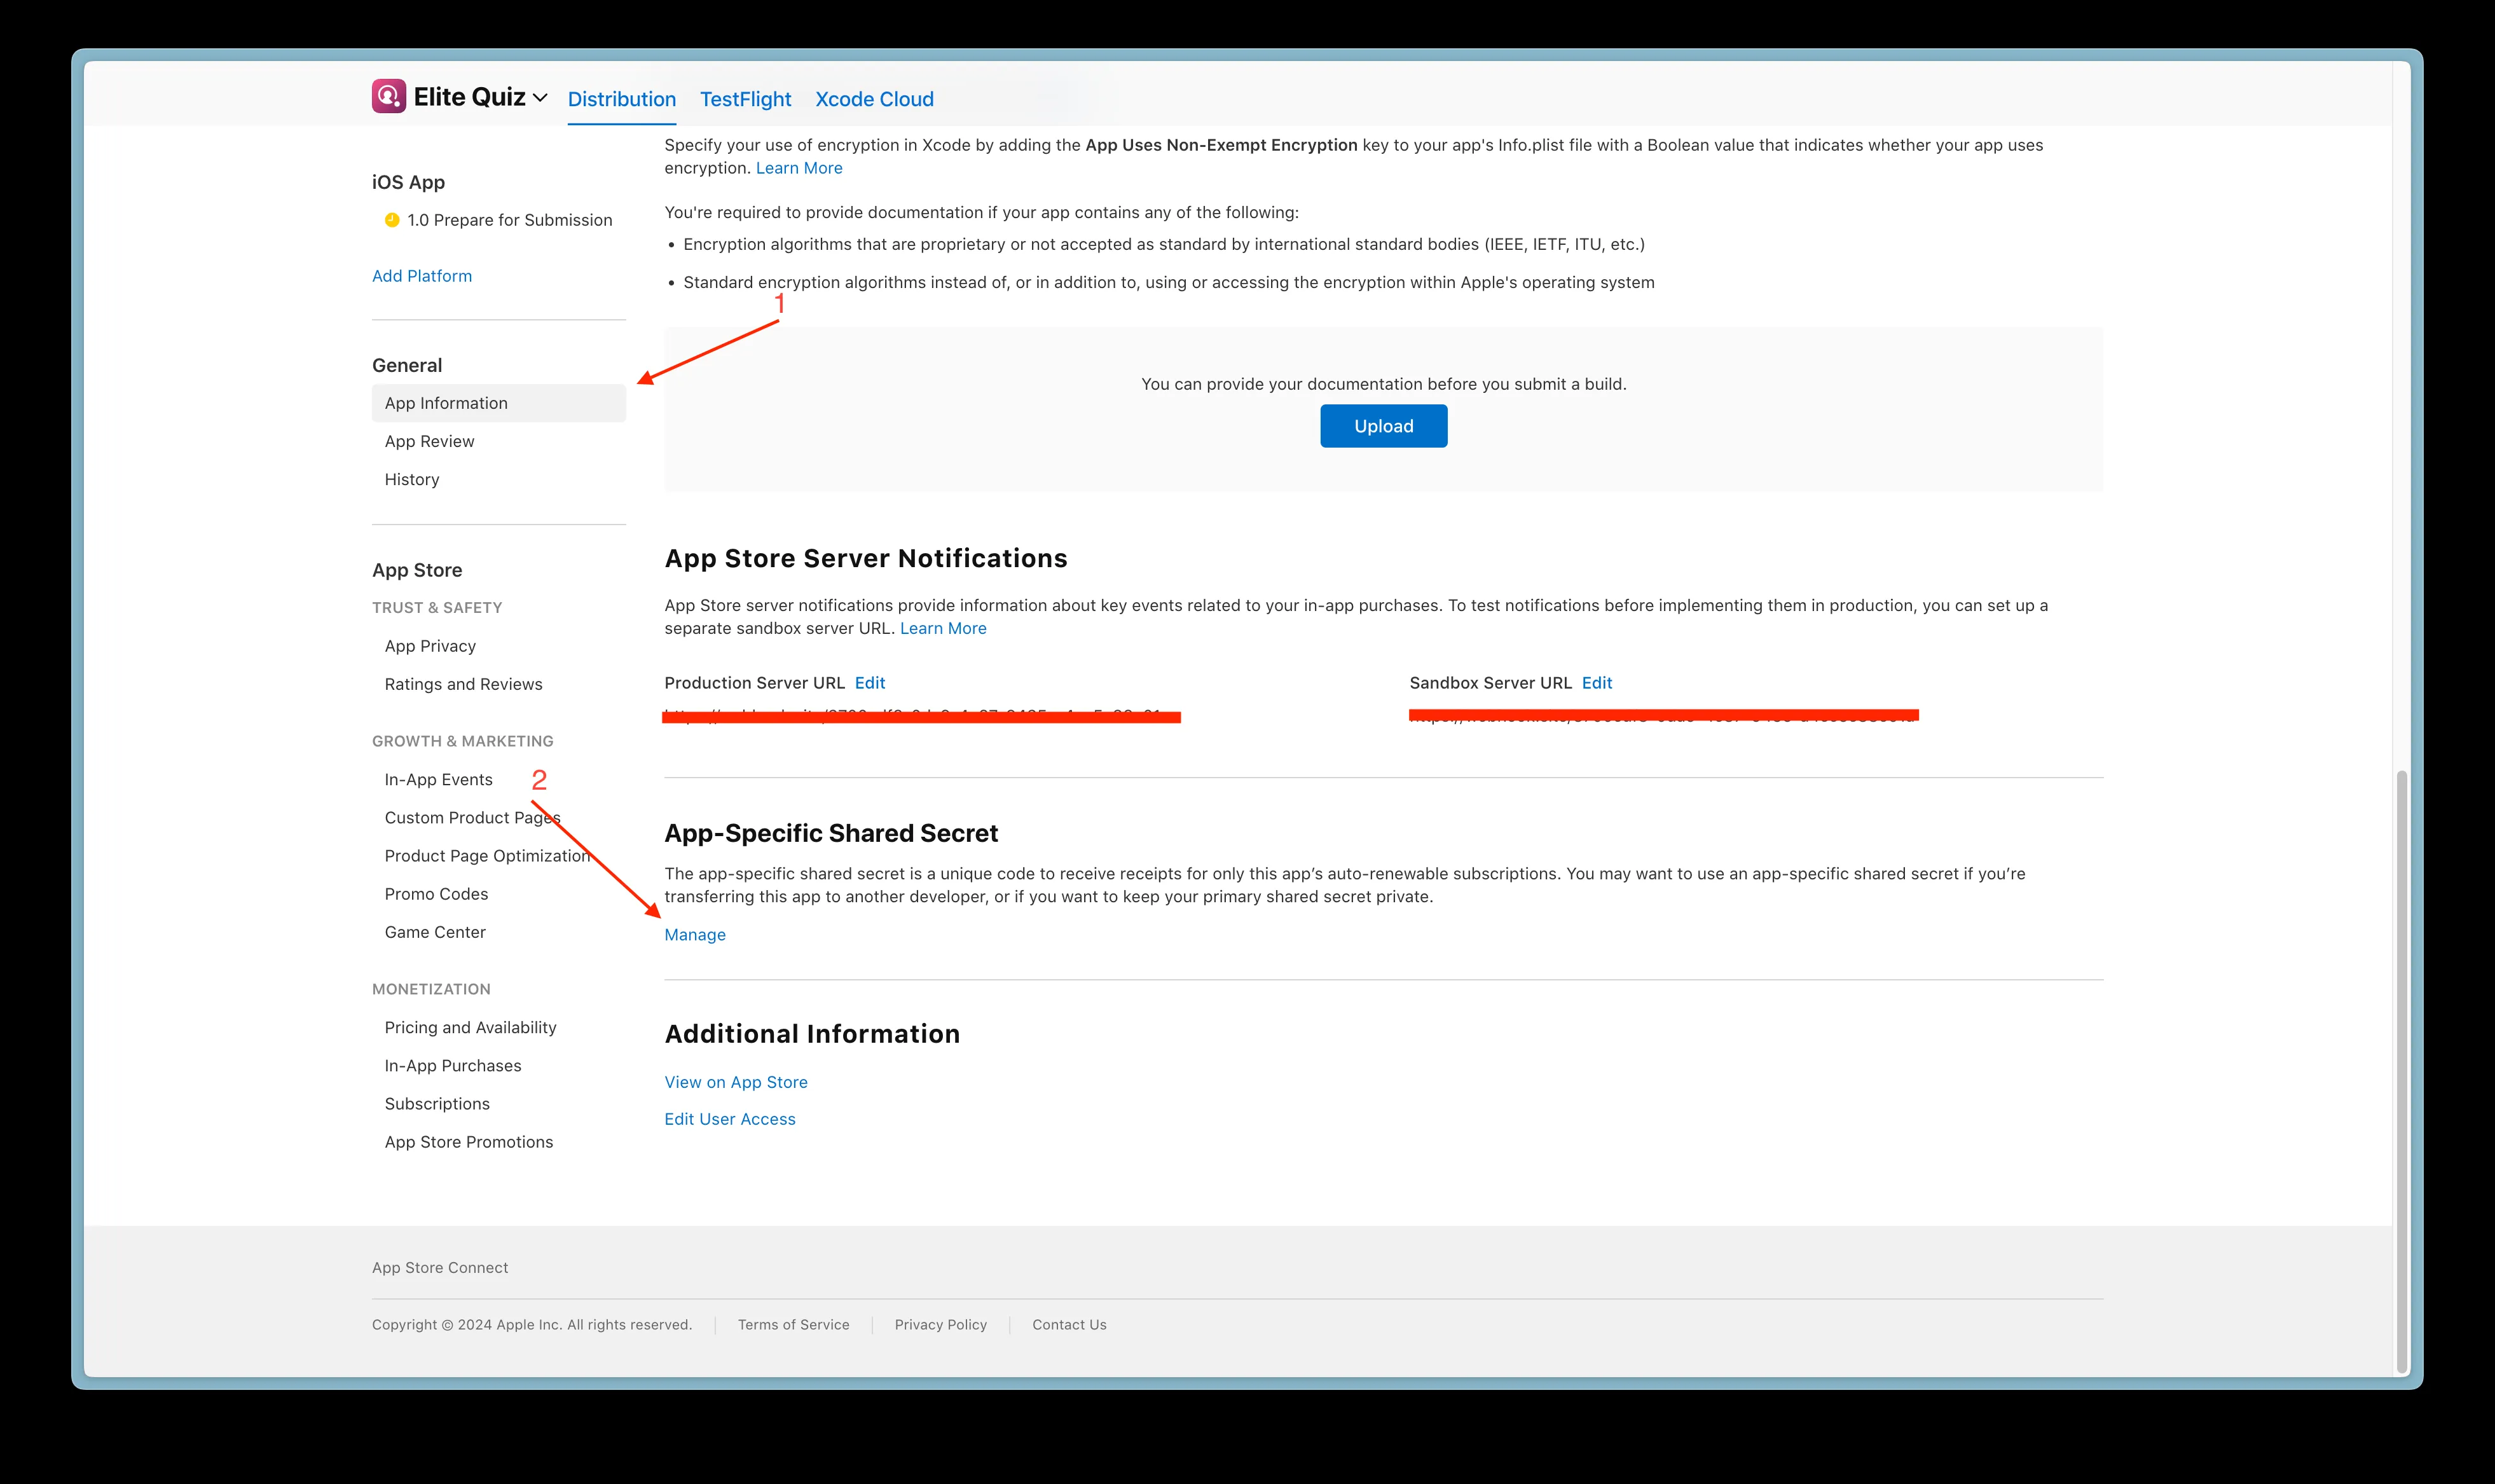 Elite Quiz
Distribution
TestFlight
Xcode Cloud
iOS App
1.0 Prepare for Submission
Add Platform
General
App Information
App Review
History
App Store
TRUST & SAFETY
App Privacy
Ratings and Reviews
GROWTH & MARKETING
In-App Events
2
Custom Product Pages
Product Page Optimization
Promo Codes
Game Center
MONETIZATION
Pricing and Availability
In-App Purchases
Subscriptions
App Store Promotions
Specify your use of encryption in Xcode by adding the App Uses Non-Exempt Encryption key to your app's Info.plist file with a Boolean value that indicates whether your app uses
encryption. Learn More
You're required to provide documentation if your app contains any of the following:
• Encryption algorithms that are proprietary or not accepted as standard by international standard bodies (IEEE, IETF, ITU, etc.)
• Standard encryption algorithms instead of, or in addition to, using or accessing the encryption within Apple's operating system
1
You can provide your documentation before you submit a build.
Upload
App Store Server Notifications
App Store server notifications provide information about key events related to your in-app purchases. To test notifications before implementing them in production, you can set up a
separate sandbox server URL. Learn More
Production Server URL Edit
Sandbox Server URL Edit
App-Specific Shared Secret
The app-specific shared secret is a unique code to receive receipts for only this app’s auto-renewable subscriptions. You may want to use an app-specific shared secret if you’re
transferring this app to another developer, or if you want to keep your primary shared secret private.
Manage
Additional Information
View on App Store
Edit User Access
App Store Connect
Copyright © 2024 Apple Inc. All rights reserved.
Terms of Service
Privacy Policy
Contact Us